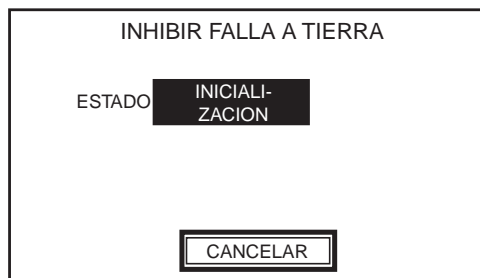 INHIBIR FALLA A TIERRA
ESTADO
INICIALI-
ZACION
CANCELAR